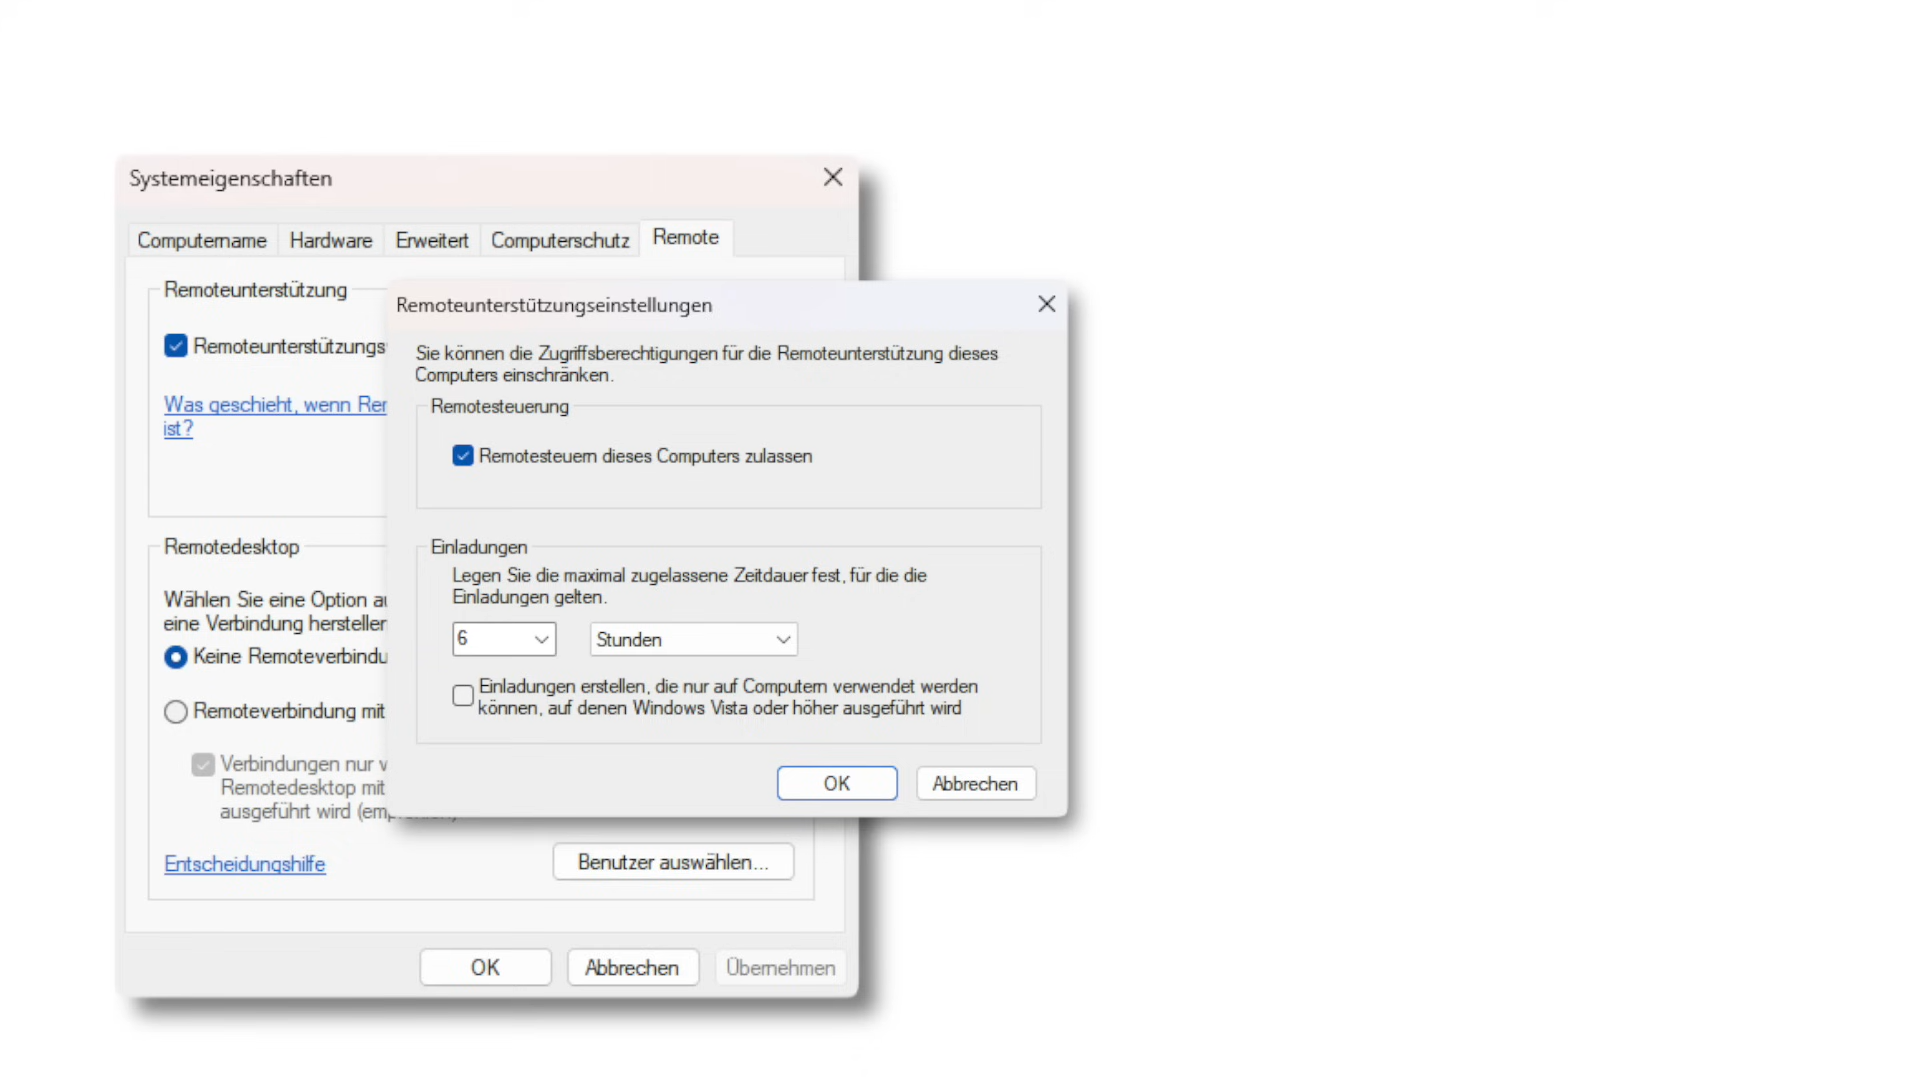 Systemeigenschaften
Computername
Hardware
Erweitert
Computerschutz
Remote
Remoteunterstützung
Remoteunterstützungs
Was geschieht, wenn Rem
ist?
Remotedesktop
Wählen Sie eine Option au
eine Verbindung hersteller
Keine Remoteverbindu
Remoteverbindung mit
Verbindungen nur v
Remotedesktop mit
ausgeführt wird
Entscheidungshilfe
Benutzer auswählen...
OK
Abbrechen
Übernehmen
Remoteunterstützungseinstellungen
Sie können die Zugriffsberechtigungen für die Remoteunterstützung dieses
Computers einschränken.
Remotesteuerung
Remotesteuern dieses Computers zulassen
Einladungen
Legen Sie die maximal zugelassene Zeitdauer fest, für die die
Einladungen gelten.
6
Stunden
Einladungen erstellen, die nur auf Computern verwendet werden
können, auf denen Windows Vista oder höher ausgeführt wird
OK
Abbrechen